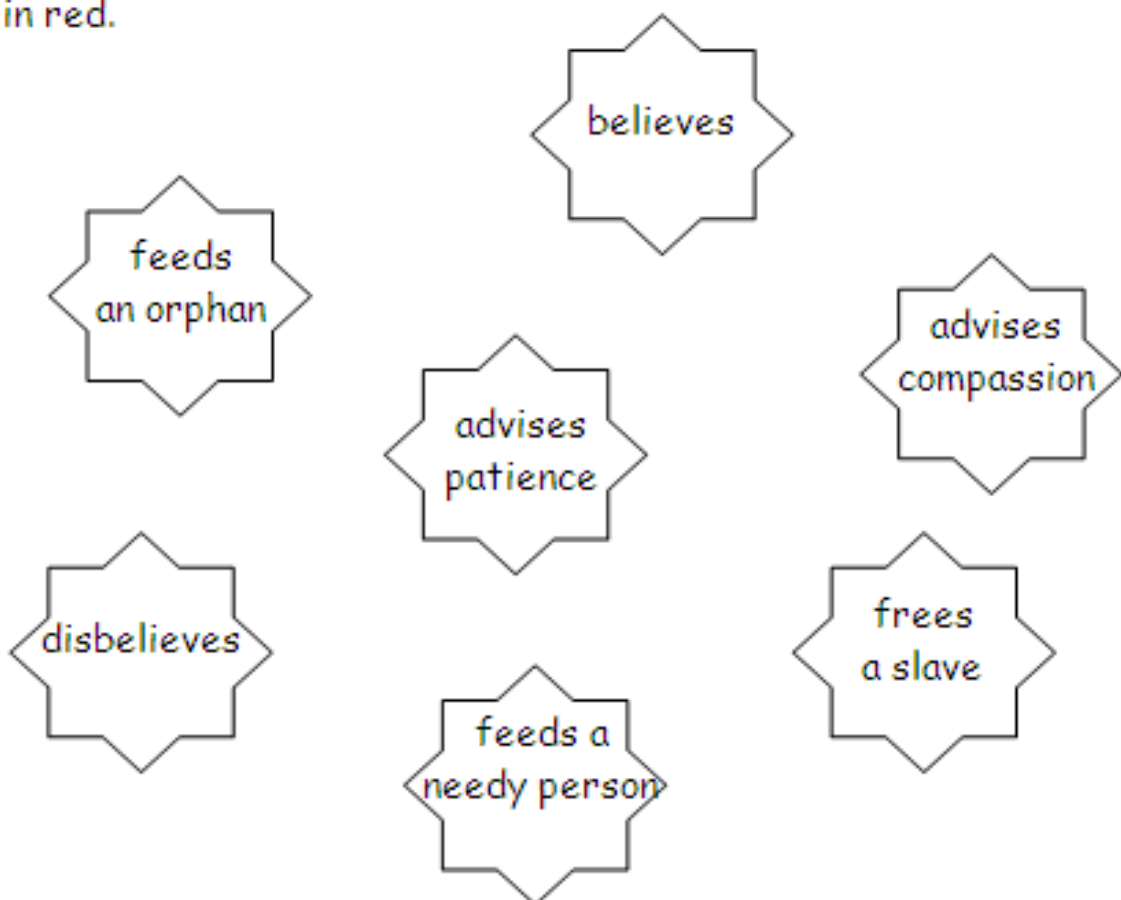 in red.
believes
feeds
an orphan
advises
compassion
advises
patience
disbelieves
frees
a slave
feeds a
needy person